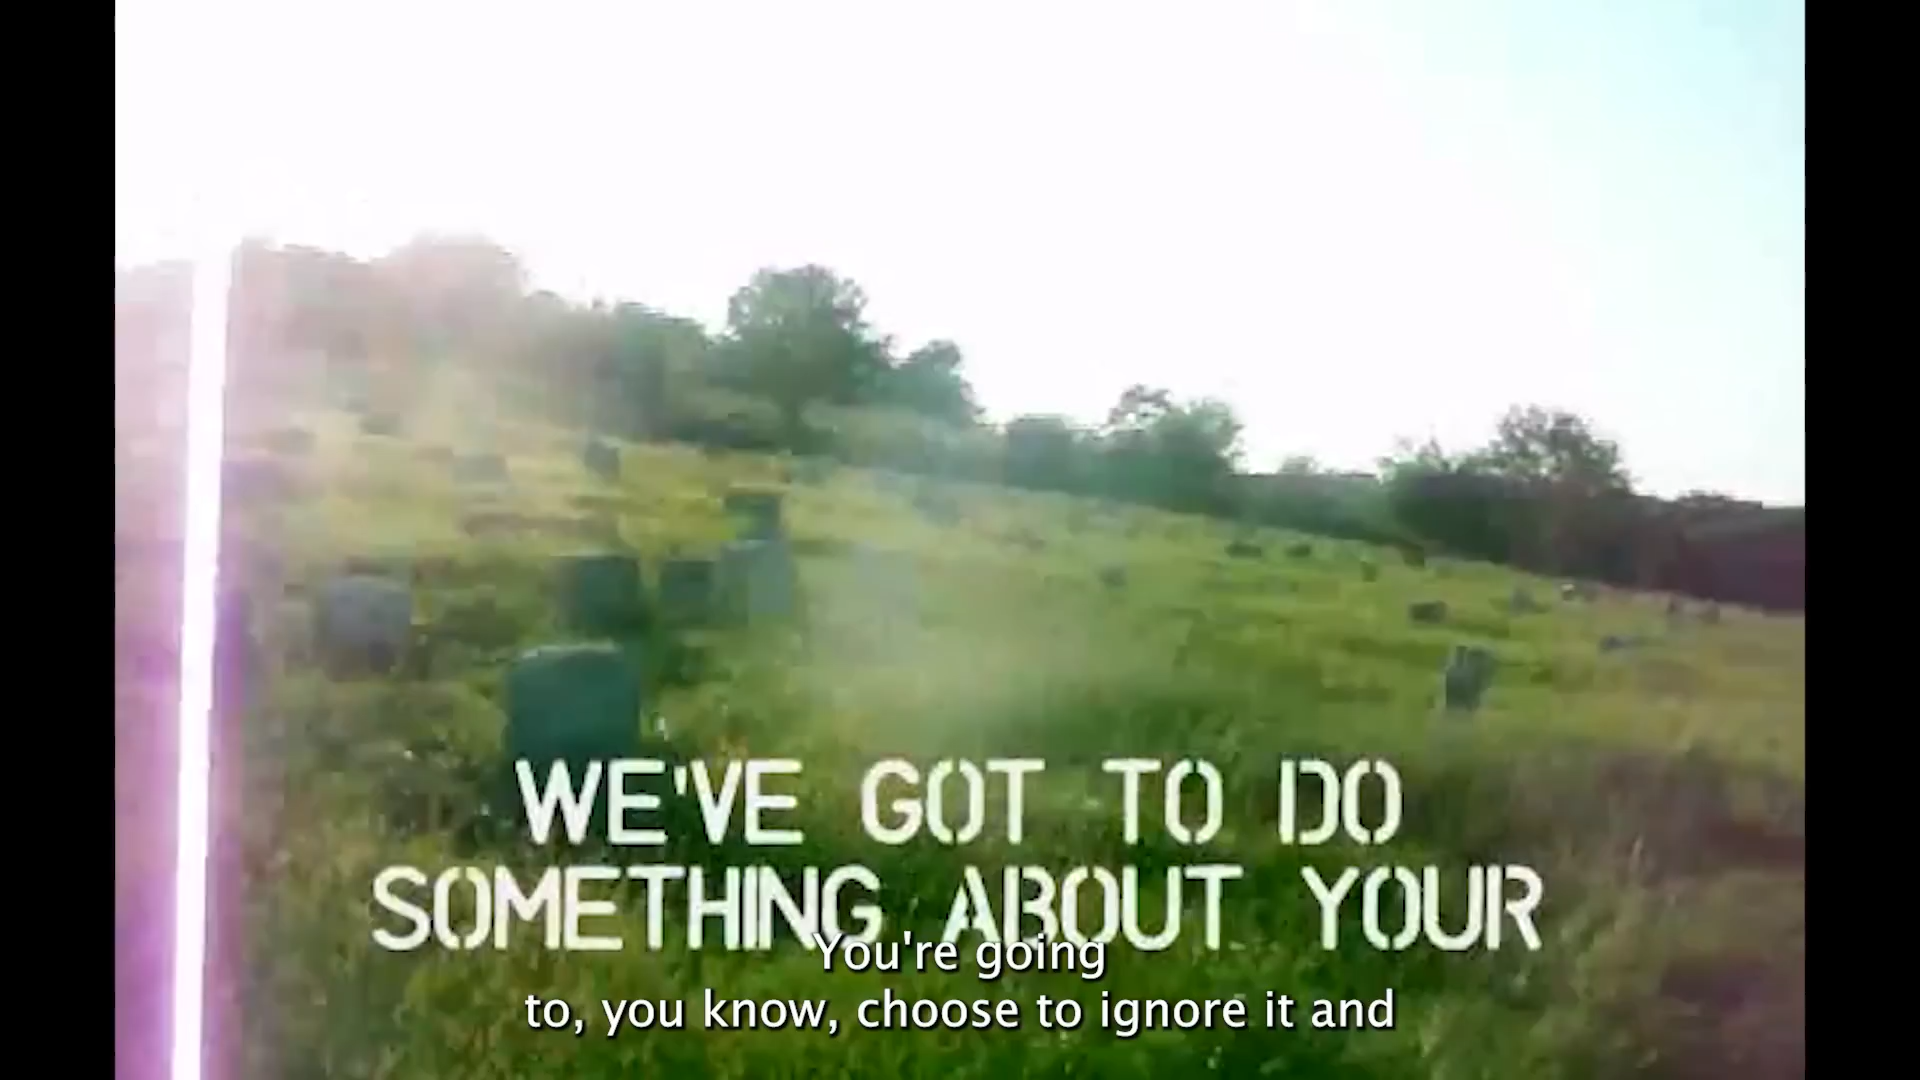 WE'VE GOT TO DO
SOMETHING ABOUT YOUR
You're going
to, you know, choose to ignore it and